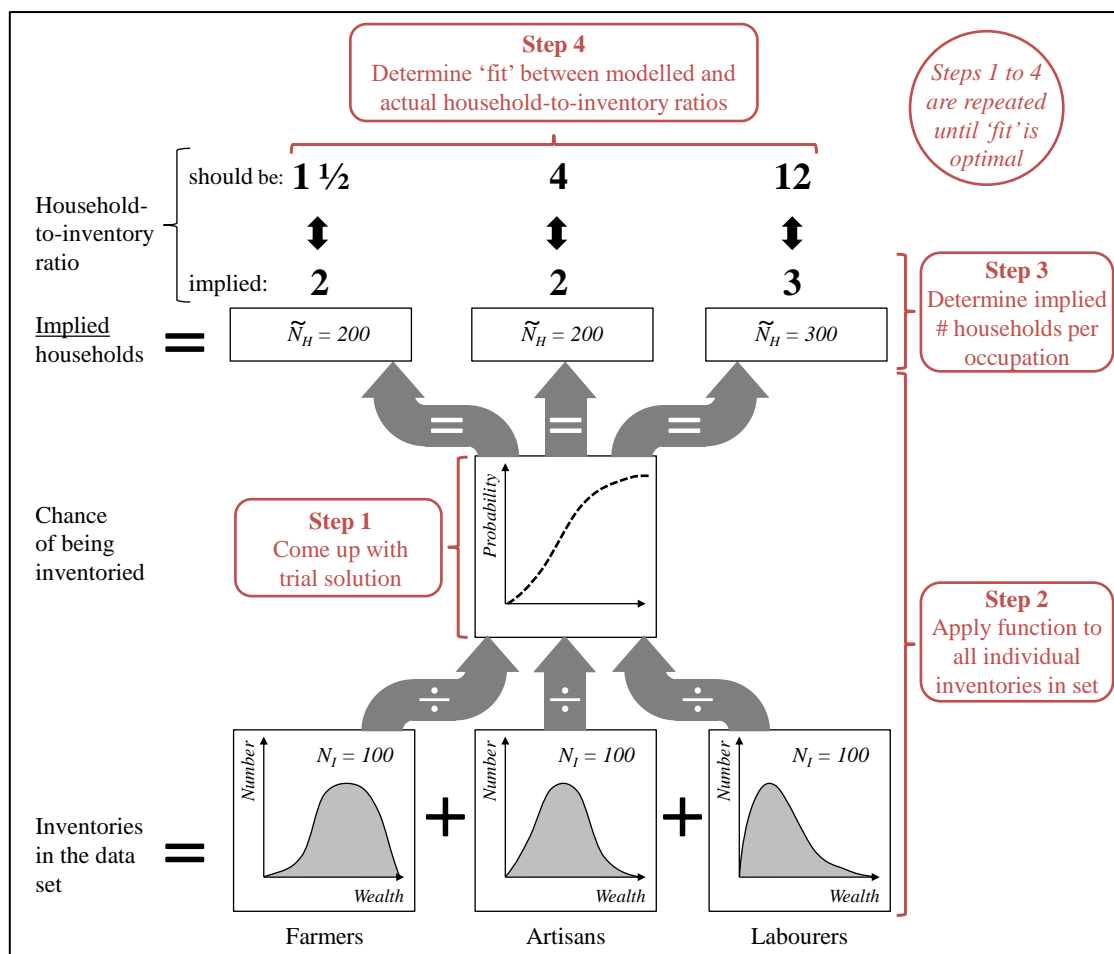 Step 4
Determine ‘fit’ between modelled and
actual household-to-inventory ratios
Steps 1 to 4
are repeated
until ‘fit’ is
optimal
Household-
to-inventory
ratio
should be: 1 ½ 4 12
implied: 2 2 3
Implied
households
=
Ñ_H = 200
Ñ_H = 200
Ñ_H = 300
Step 3
Determine implied
# households per
occupation
= = =
Chance
of being
inventoried
Step 1
Come up with
trial solution
Probability
Step 2
Apply function to
all individual
inventories in set
÷ ÷ ÷
Inventories
in the data
set
=
Number
N_I = 100
Wealth
+
Number
N_I = 100
Wealth
+
Number
N_I = 100
Wealth
Farmers Artisans Labourers